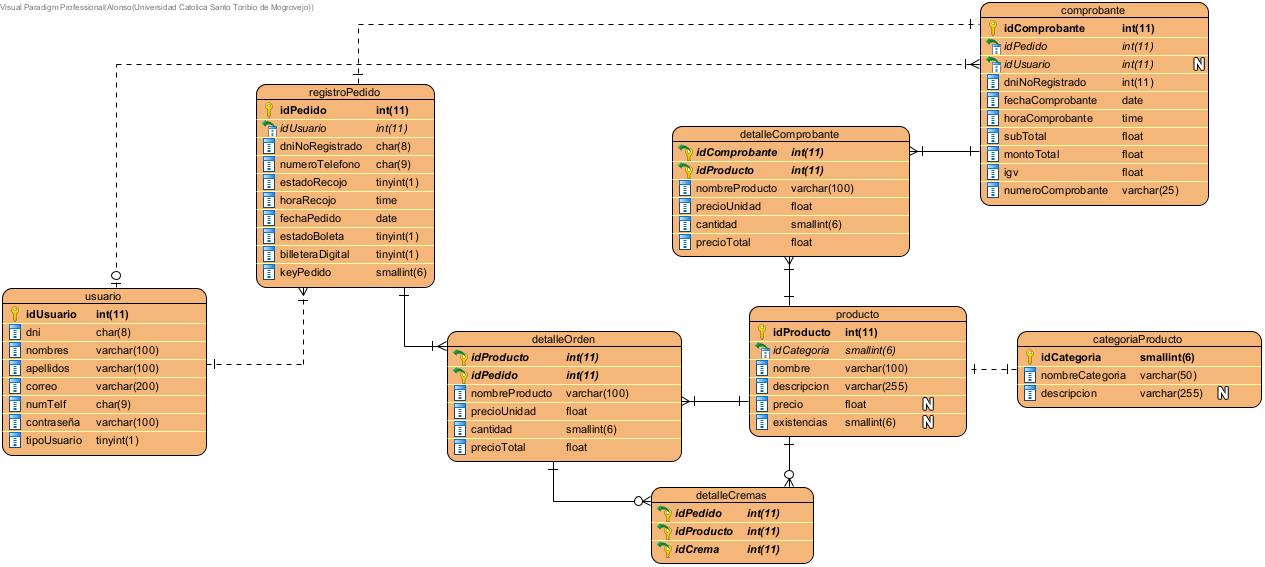 Visual Paradigm Professional(Alonso(Universidad Catolica Santo Toribio de Mogrovejo))
comprobante
idComprobante int(11)
idPedido int(11)
idUsuario int(11) N
dniNoRegistrado int(11)
fechaComprobante date
horaComprobante time
subTotal float
montoTotal float
igv float
numeroComprobante varchar(25)
registroPedido
idPedido int(11)
idUsuario int(11)
dniNoRegistrado char(8)
numeroTelefono char(9)
estadoRecojo tinyint(1)
horaRecojo time
fechaPedido date
estadoBoleta tinyint(1)
billeteraDigital tinyint(1)
keyPedido smallint(6)
detalleComprobante
idComprobante int(11)
idProducto int(11)
nombreProducto varchar(100)
precioUnidad float
cantidad smallint(6)
precioTotal float
usuario
idUsuario int(11)
dni char(8)
nombres varchar(100)
apellidos varchar(100)
correo varchar(200)
numTelf char(9)
contraseña varchar(100)
tipoUsuario tinyint(1)
detalleOrden
idProducto int(11)
idPedido int(11)
nombreProducto varchar(100)
precioUnidad float
cantidad smallint(6)
precioTotal float
producto
idProducto int(11)
idCategoria smallint(6)
nombre varchar(100)
descripcion varchar(255)
precio float N
existencias smallint(6) N
categoriaProducto
idCategoria smallint(6)
nombreCategoria varchar(50)
descripcion varchar(255) N
detalleCremas
idPedido int(11)
idProducto int(11)
idCrema int(11)